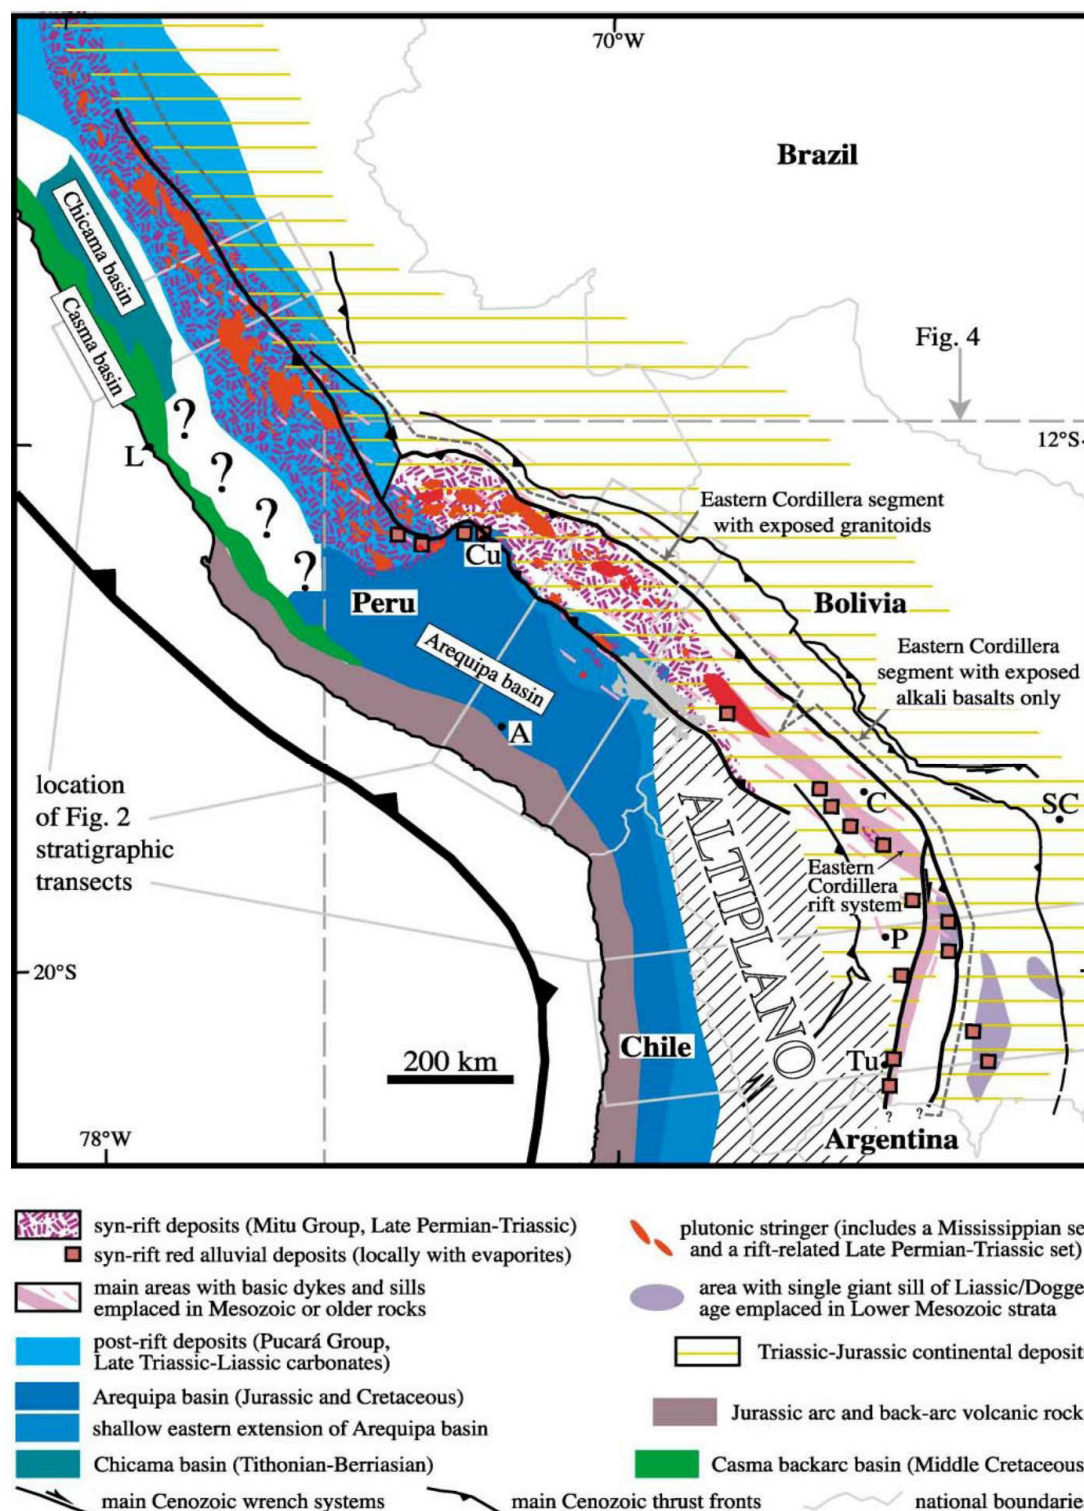 70°W
Brazil
Chicama basin
Casma basin
Fig. 4
?
?
?
?
L
12°S
Eastern Cordillera segment
with exposed granitoids
Cu
Peru
Bolivia
Arequipa basin
Eastern Cordillera
segment with exposed
alkali basalts only
A
location
of Fig. 2
stratigraphic
transects
ALTIPLANO
C
SC
Eastern
Cordillera
rift system
P
20°S
Chile
200 km
Tu
? ?
78°W
Argentina
syn-rift deposits (Mitu Group, Late Permian-Triassic)
syn-rift red alluvial deposits (locally with evaporites)
main areas with basic dykes and sills
emplaced in Mesozoic or older rocks
post-rift deposits (Pucará Group,
Late Triassic-Liassic carbonates)
Arequipa basin (Jurassic and Cretaceous)
shallow eastern extension of Arequipa basin
Chicama basin (Tithonian-Berriasian)
main Cenozoic wrench systems
plutonic stringer (includes a Mississippian se
and a rift-related Late Permian-Triassic set)
area with single giant sill of Liassic/Dogge
age emplaced in Lower Mesozoic strata
Triassic-Jurassic continental deposit
Jurassic arc and back-arc volcanic rock
Casma backarc basin (Middle Cretaceous
main Cenozoic thrust fronts
national boundarie